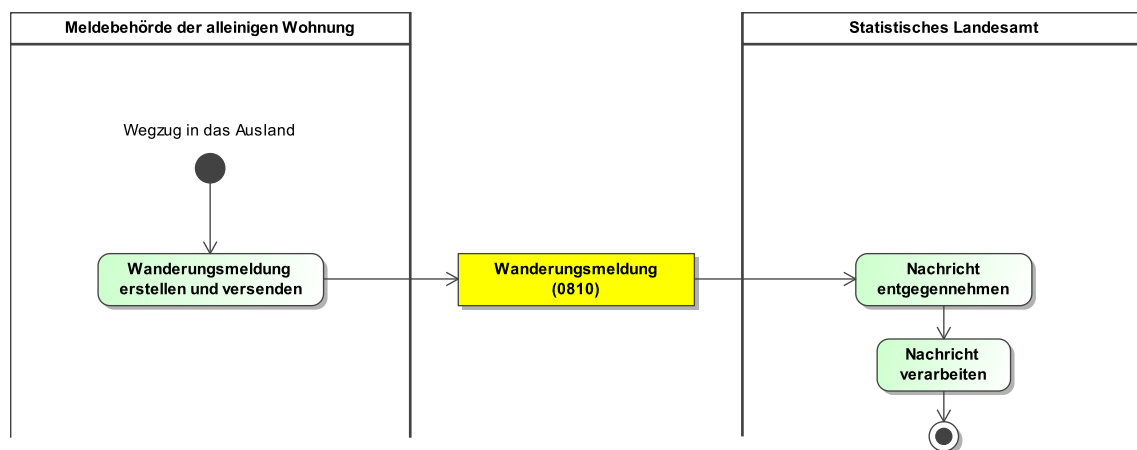 Meldebehörde der alleinigen Wohnung
Statistisches Landesamt
Wegzug in das Ausland
Wanderungsmeldung
erstellen und versenden
Wanderungsmeldung
(0810)
Nachricht
entgegennehmen
Nachricht
verarbeiten